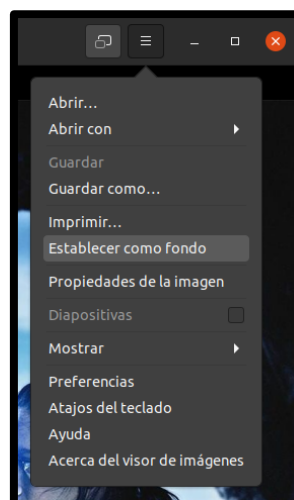 Abrir...
Abrir con
Guardar
Guardar como...
Imprimir...
Establecer como fondo
Propiedades de la imagen
Diapositivas
Mostrar
Preferencias
Atajos del teclado
Ayuda
Acerca del visor de imágenes